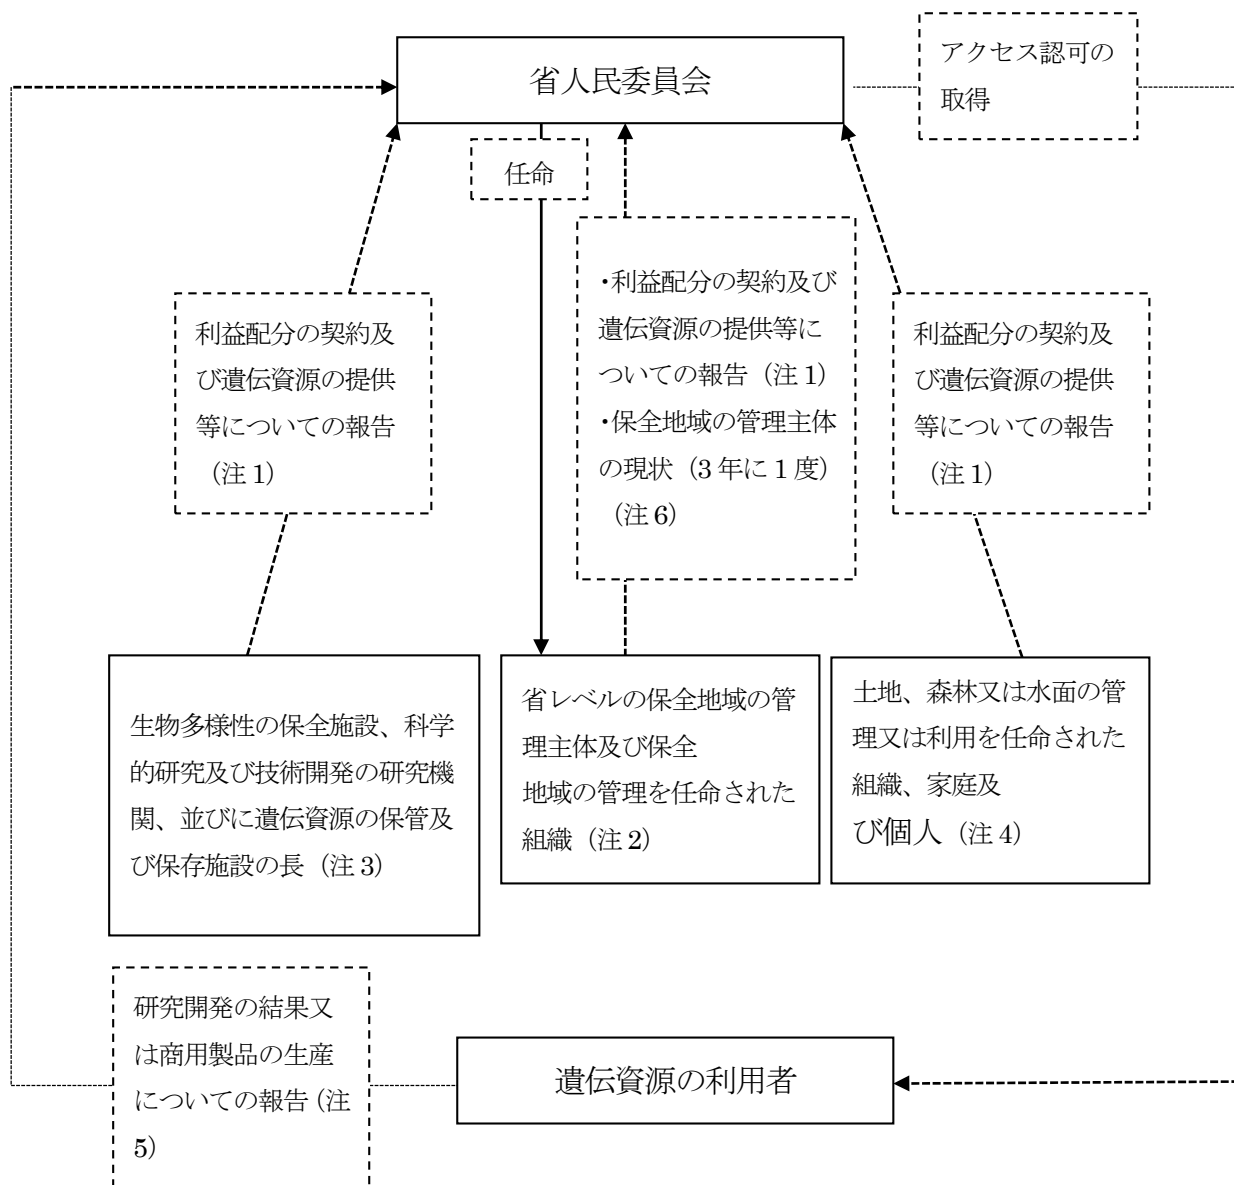 省人民委員会
アクセス認可の
取得
任命
利益配分の契約及
び遺伝資源の提供
等についての報告
（注 1）
・利益配分の契約及び
遺伝資源の提供等に
ついての報告（注 1）
・保全地域の管理主体
の現状（3 年に 1 度）
（注 6）
利益配分の契約及
び遺伝資源の提供
等についての報告
（注 1）
生物多様性の保全施設、科学
的研究及び技術開発の研究機
関、並びに遺伝資源の保管及
び保存施設の長（注 3）
省レベルの保全地域の管
理主体及び保全
地域の管理を任命された
組織（注 2）
土地、森林又は水面の管
理又は利用を任命された
組織、家庭及
び個人（注 4）
研究開発の結果又
は商用製品の生産
についての報告（注
5）
遺伝資源の利用者